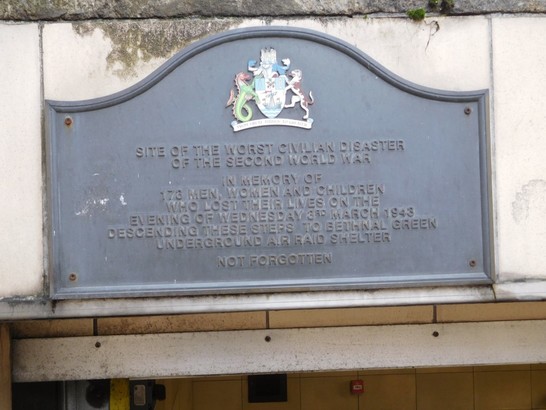 SITE OF THE WORST CIVILIAN DISASTER
OF THE SECOND WORLD WAR
IN MEMORY OF
173 MEN, WOMEN AND CHILDREN
WHO LOST THEIR LIVES ON THE
EVENING OF WEDNESDAY 3RD MARCH 1943
DESCENDING THESE STEPS TO BETHNAL GREEN
UNDERGROUND AIR RAID SHELTER
NOT FORGOTTEN